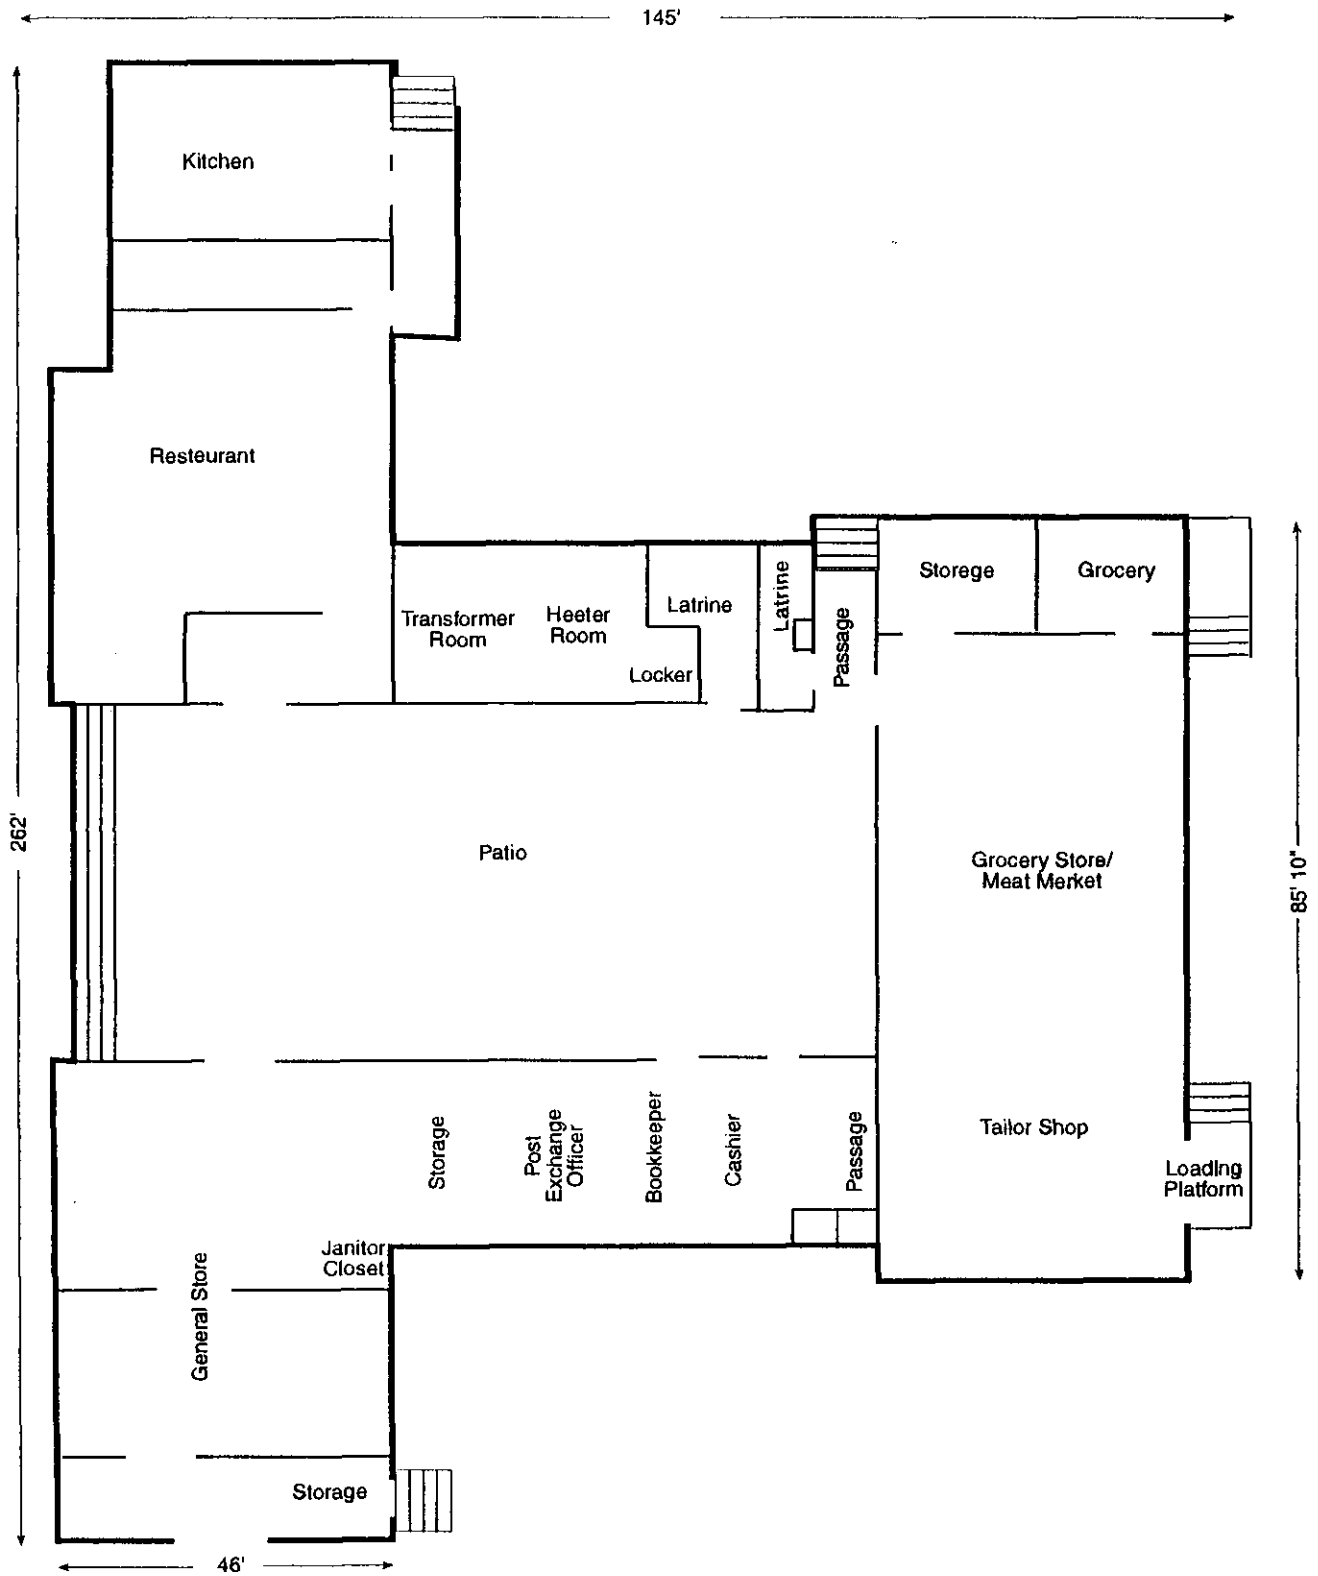 145'
Kitchen
Resteurant
Storege
Grocery
Latrine
Latrine
Transformer
Room
Heeter
Room
Passage
Locker
262'
Patio
Grocery Store/
Meat Merket
85' 10"
Storage
Post
Exchange
Officer
Bookkeeper
Cashier
Passage
Tailor Shop
Loading
Platform
Janitor
Closet
General Store
Storage
46'